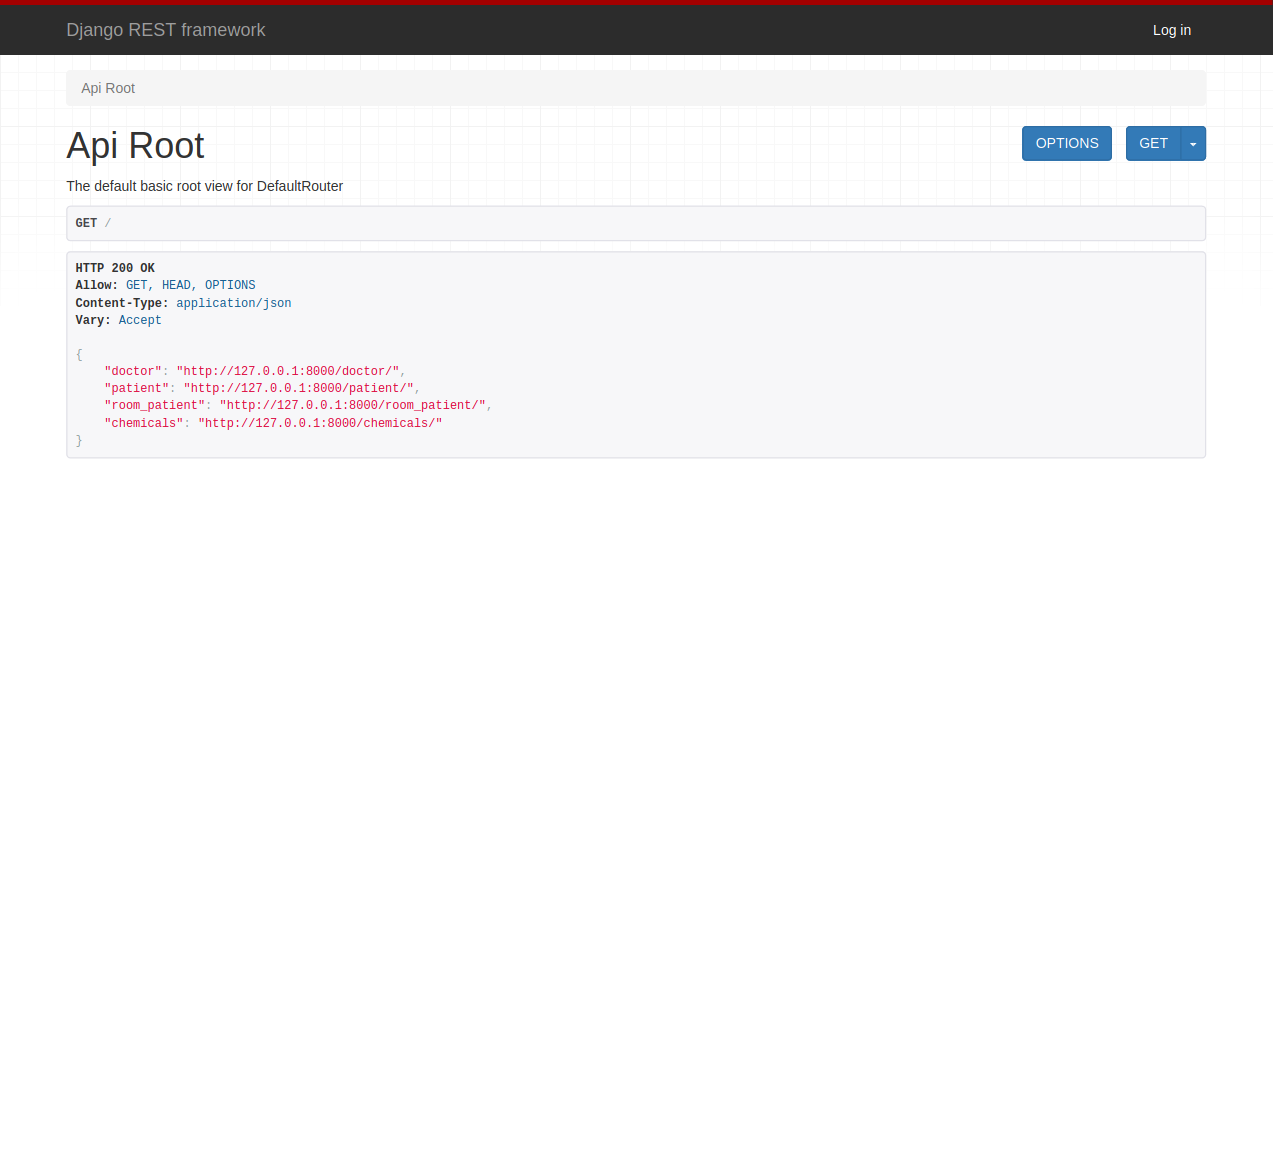 Django REST framework
Log in
Api Root
Api Root
OPTIONS
GET
The default basic root view for DefaultRouter
GET /
HTTP 200 OK
Allow: GET, HEAD, OPTIONS
Content-Type: application/json
Vary: Accept
{
    "doctor": "http://127.0.0.1:8000/doctor/",
    "patient": "http://127.0.0.1:8000/patient/",
    "room_patient": "http://127.0.0.1:8000/room_patient/",
    "chemicals": "http://127.0.0.1:8000/chemicals/"
}